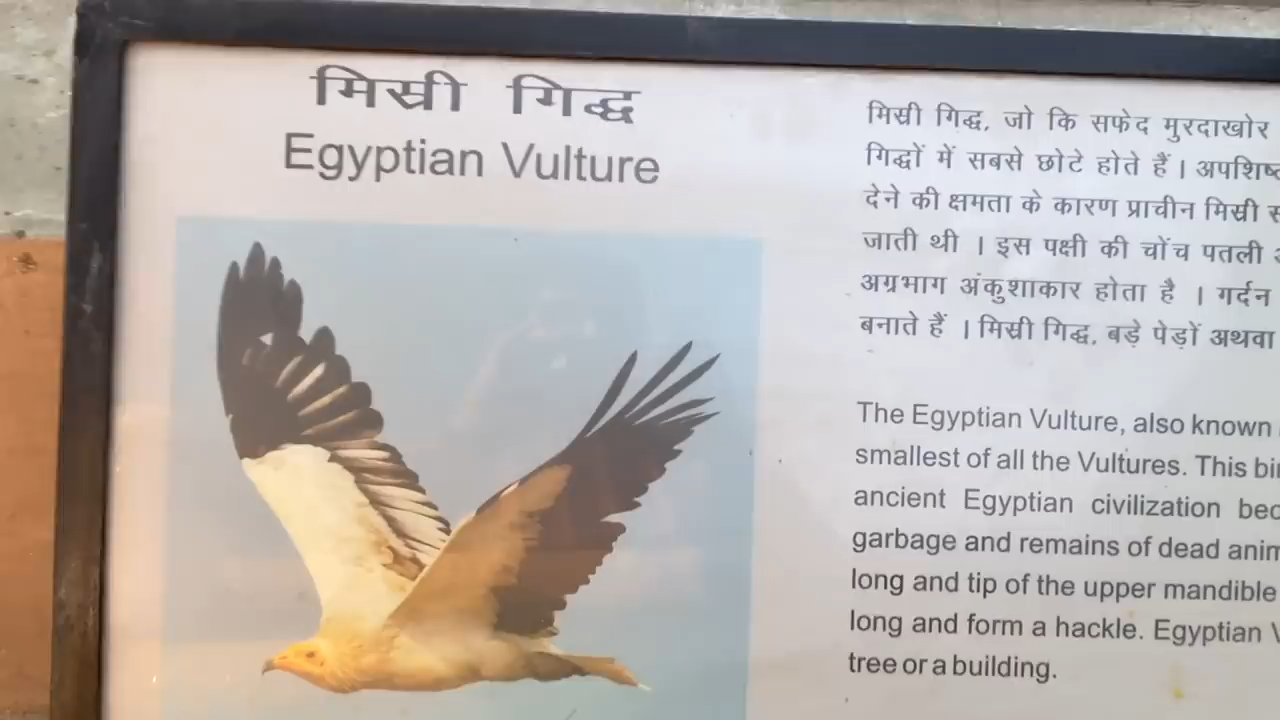 मिस्री गिद्ध
Egyptian Vulture
मिस्री गिद्ध, जो कि सफेद मुरदाखोर
गिद्धों में सबसे छोटे होते हैं । अपशिष्ट
देने की क्षमता के कारण प्राचीन मिस्री
जाती थी । इस पक्षी की चोंच पतली
अग्रभाग अंकुशाकार होता है । गर्दन
बनाते हैं । मिस्री गिद्ध, बड़े पेड़ों अथवा
The Egyptian Vulture, also known
smallest of all the Vultures. This
ancient Egyptian civilization
garbage and remains of dead
long and tip of the upper mandible
long and form a hackle. Egyptian
tree or a building.